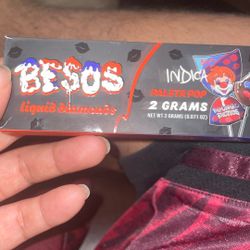 BESOS
liquid diamonds
INDICA
PALETA POP
2 GRAMS
NET WT 2 GRAMS (0.071 OZ)